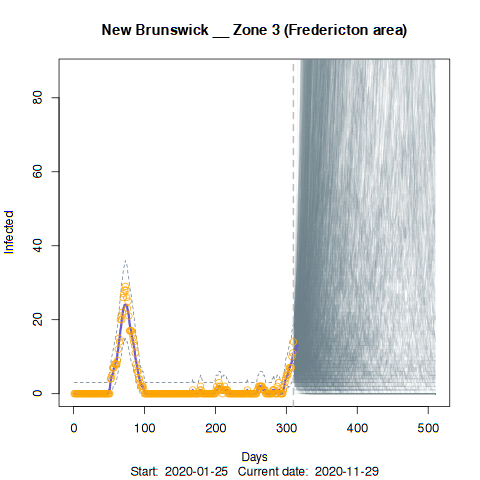 New Brunswick __ Zone 3 (Fredericton area)
80
60
40
20
0
Infected
0 100 200 300 400 500
Days
Start: 2020-01-25 Current date: 2020-11-29